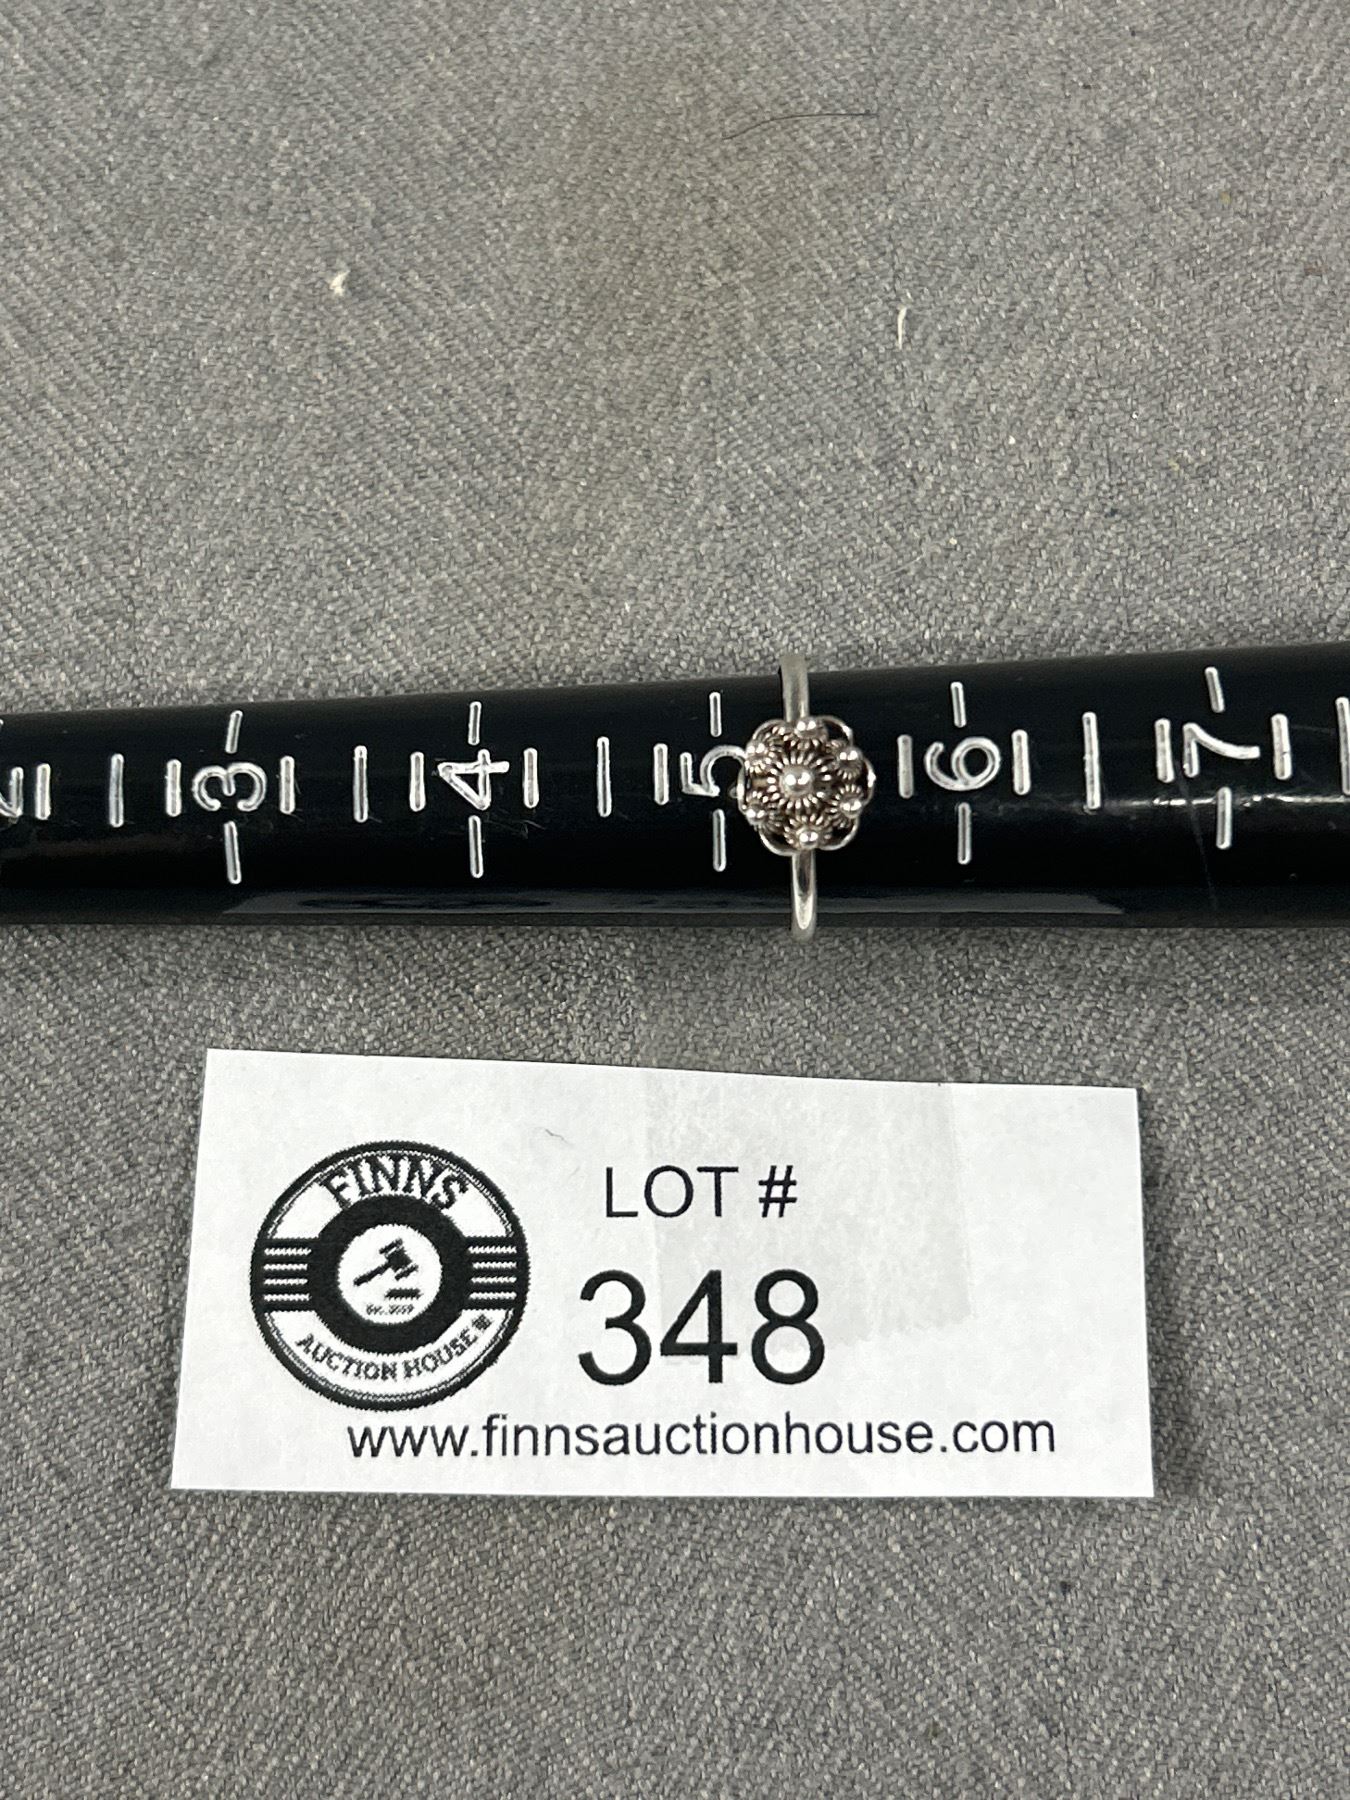 2 3 4 5 6 7
FINNS
AUCTION HOUSE
LOT #
348
www.finnsauctionhouse.com